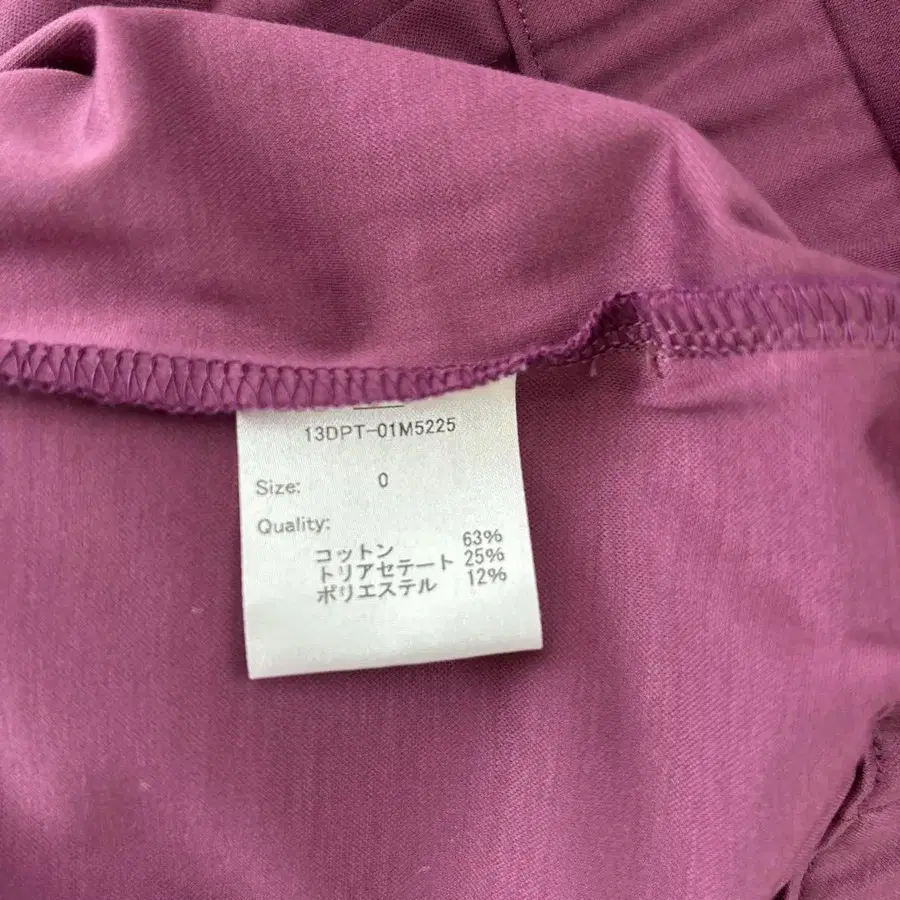 13DPT-01M5225
Size: 0
Quality:
コットン 63%
トリアセテート 25%
ポリエステル 12%